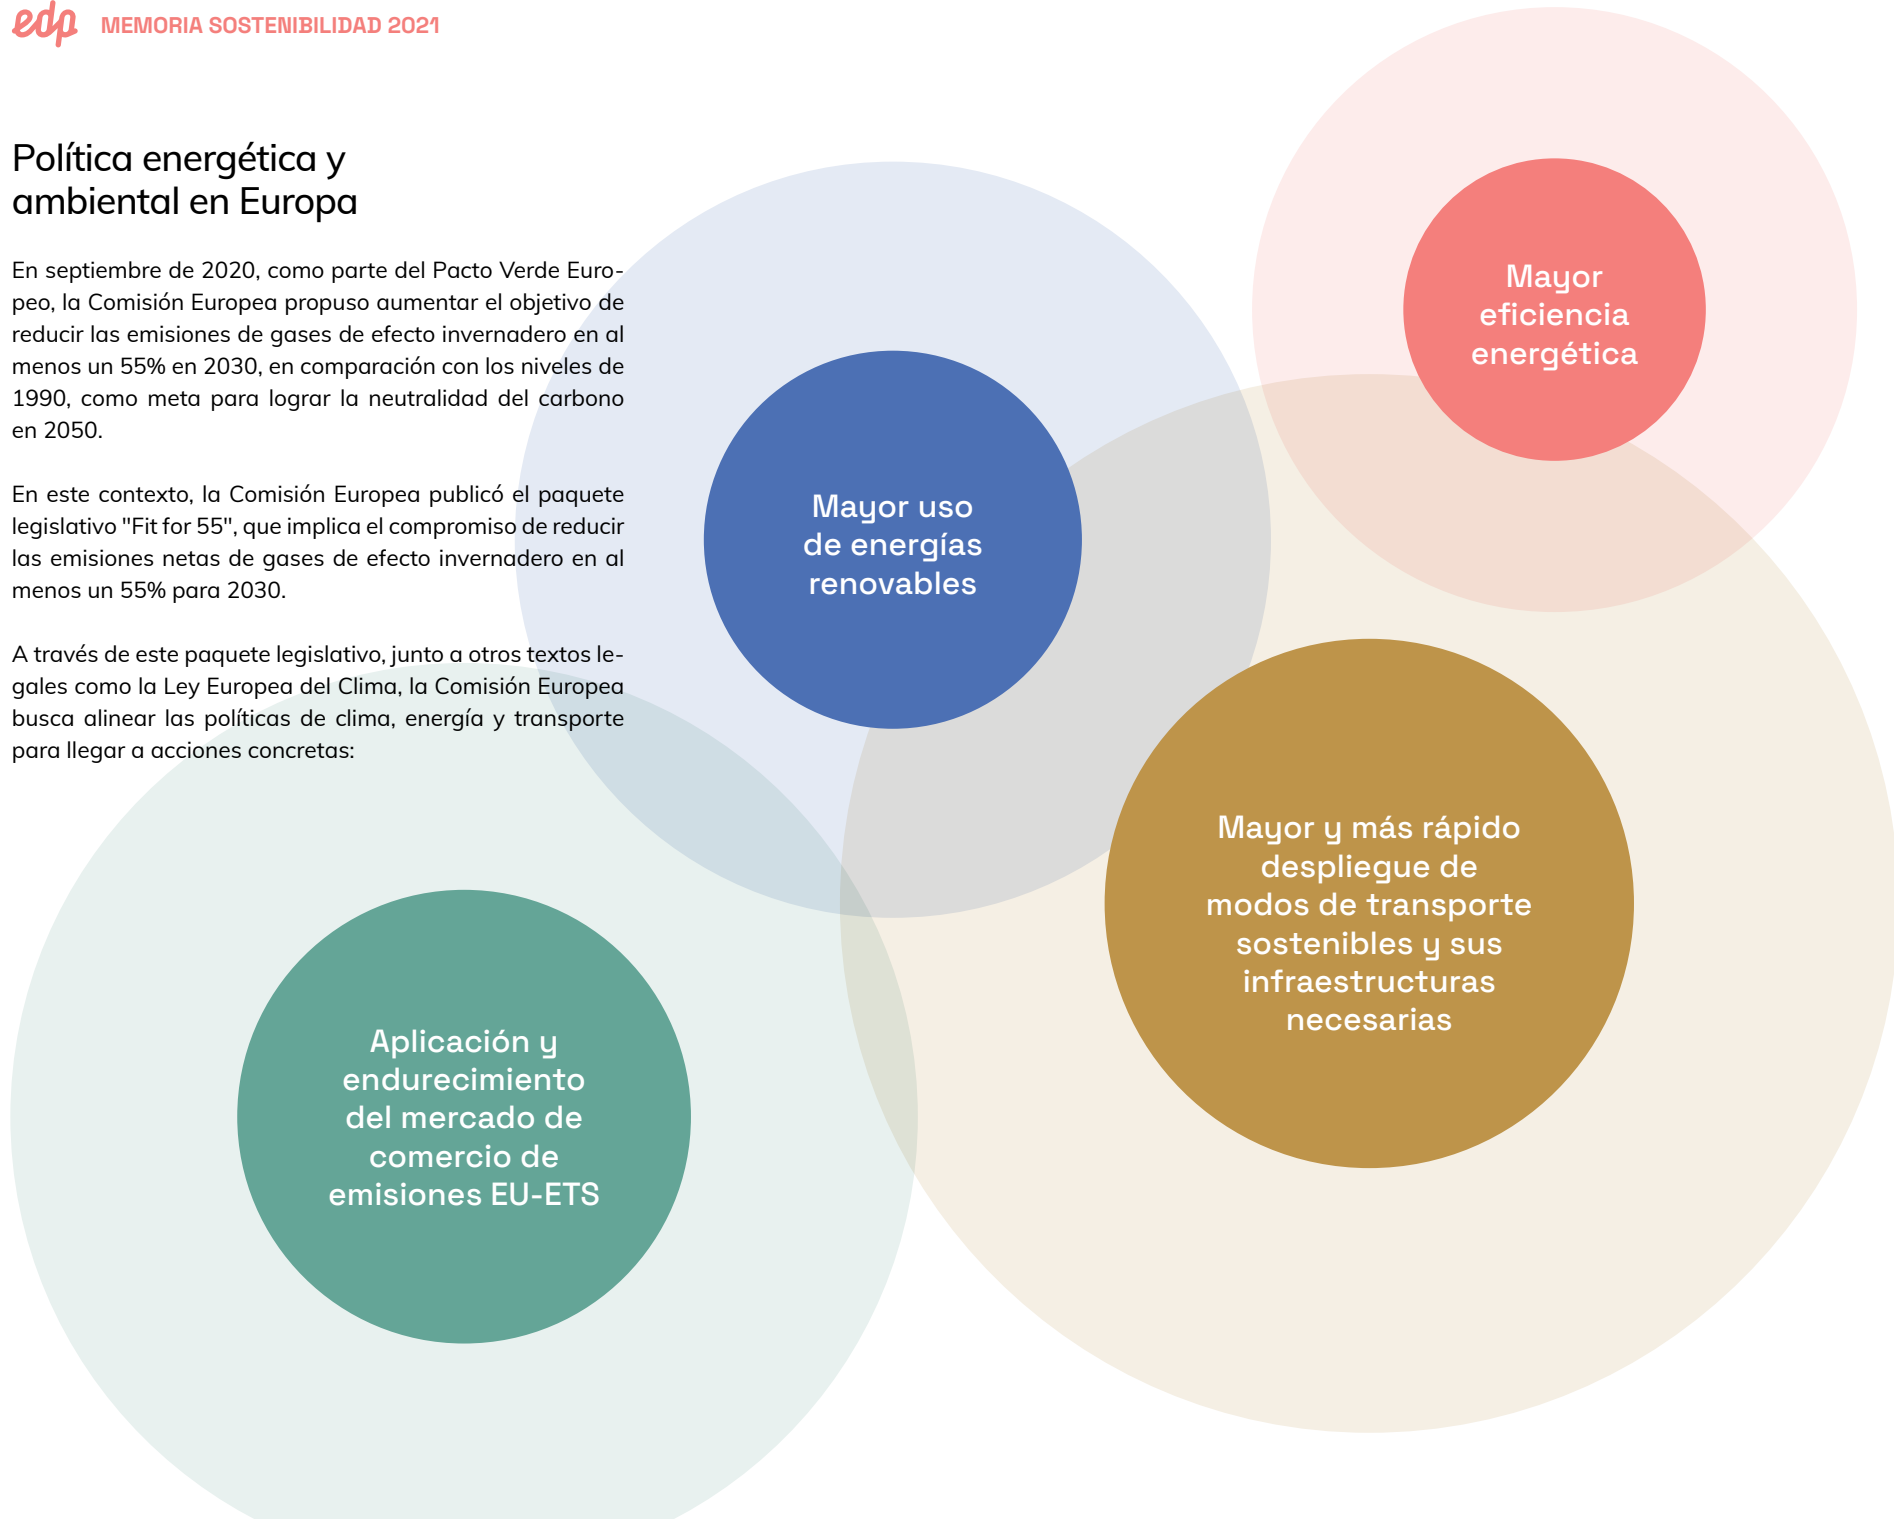 edp MEMORIA SOSTENIBILIDAD 2021
Política energética y
ambiental en Europa
En septiembre de 2020, como parte del Pacto Verde Euro-
peo, la Comisión Europea propuso aumentar el objetivo de
reducir las emisiones de gases de efecto invernadero en al
menos un 55% en 2030, en comparación con los niveles de
1990, como meta para lograr la neutralidad del carbono
en 2050.
En este contexto, la Comisión Europea publicó el paquete
legislativo "Fit for 55", que implica el compromiso de reducir
las emisiones netas de gases de efecto invernadero en al
menos un 55% para 2030.
A través de este paquete legislativo, junto a otros textos le-
gales como la Ley Europea del Clima, la Comisión Europea
busca alinear las políticas de clima, energía y transporte
para llegar a acciones concretas:
Mayor
eficiencia
energética
Mayor uso
de energías
renovables
Mayor y más rápido
despliegue de
modos de transporte
sostenibles y sus
infraestructuras
necesarias
Aplicación y
endurecimiento
del mercado de
comercio de
emisiones EU-ETS